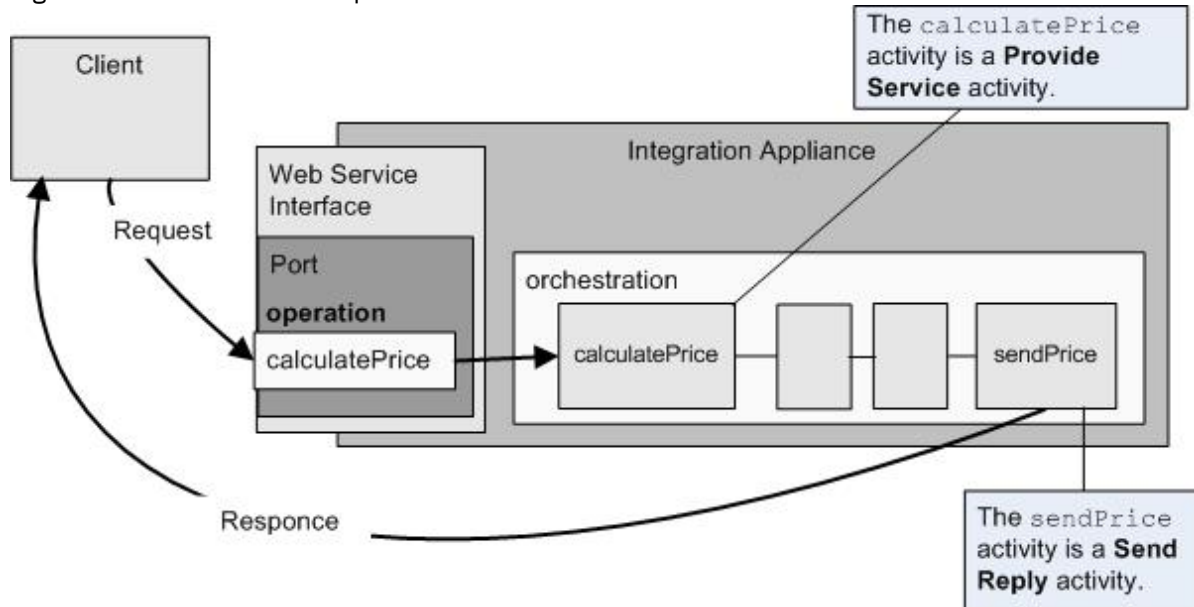 The calculatePrice
activity is a Provide
Service activity.
Client
Integration Appliance
Web Service
Interface
Request
Port
orchestration
operation
calculatePrice
calculatePrice
sendPrice
Responce
The sendPrice
activity is a Send
Reply activity.